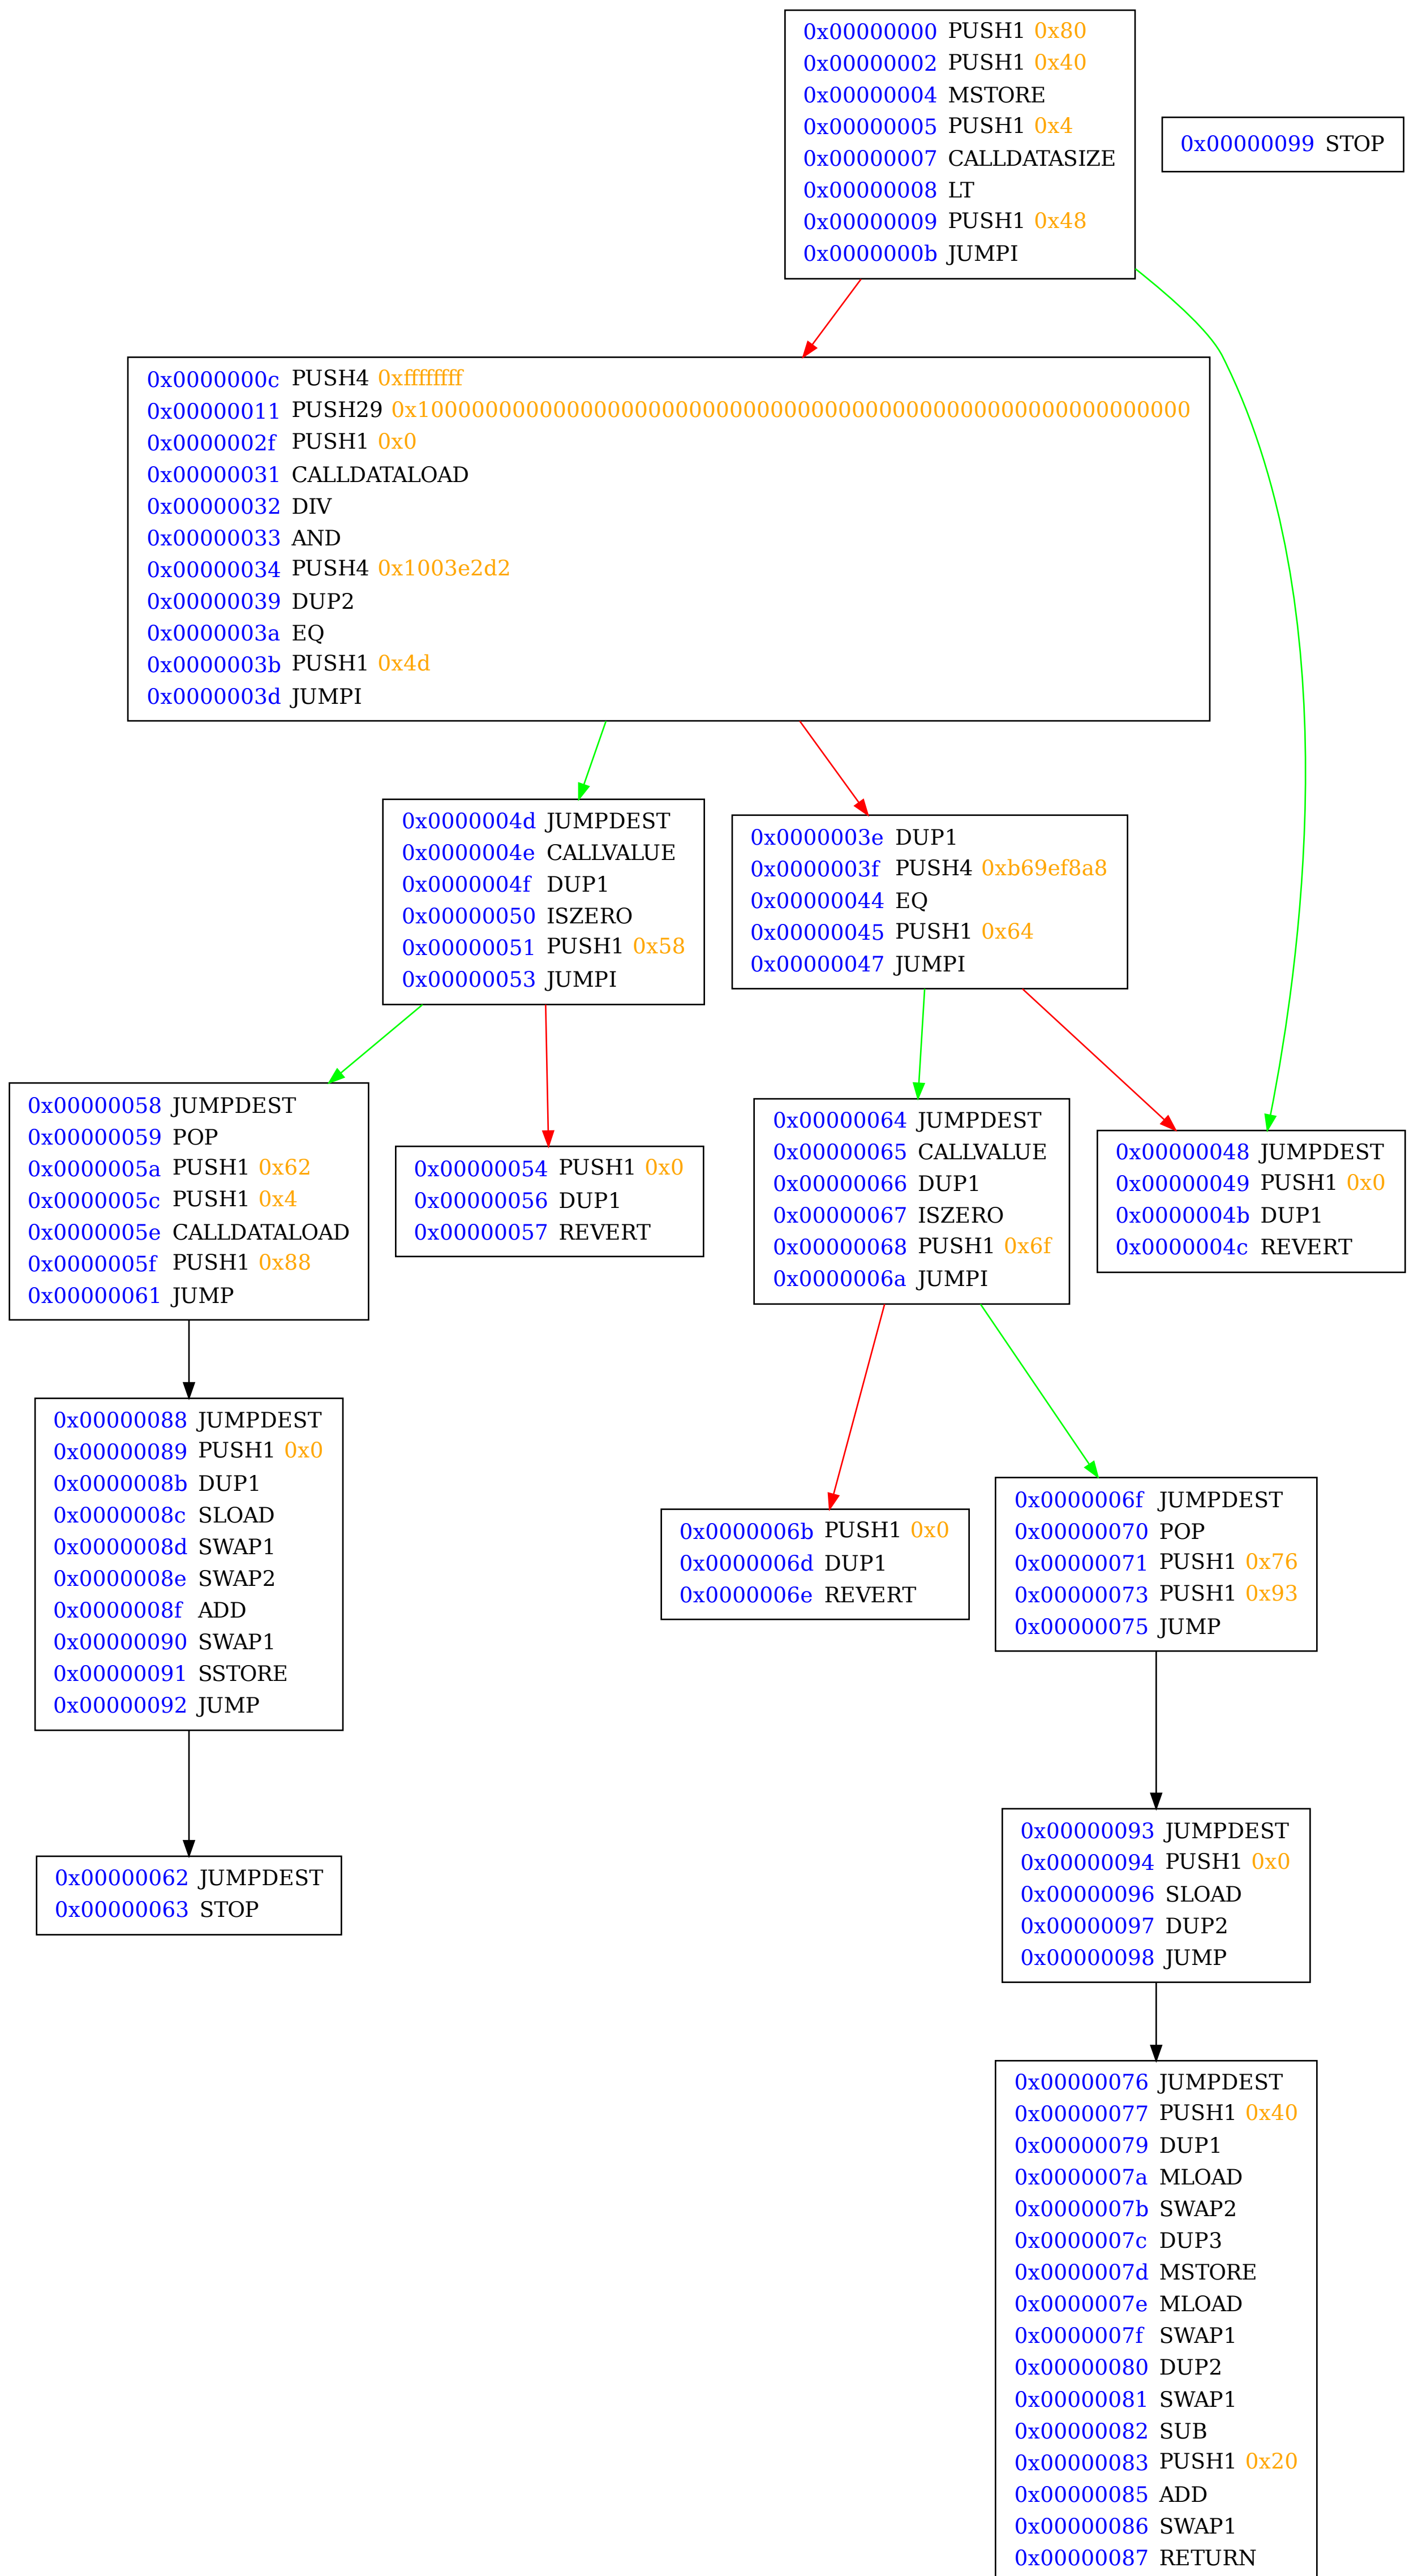 0x00000000 PUSH1 0x80
0x00000002 PUSH1 0x40
0x00000004 MSTORE
0x00000005 PUSH1 0x4
0x00000007 CALLDATASIZE
0x00000008 LT
0x00000009 PUSH1 0x48
0x0000000b JUMPI
0x00000099 STOP
0x0000000c PUSH4 0xffffffff
0x00000011 PUSH29 0x100000000000000000000000000000000000000000000000000000000
0x0000002f PUSH1 0x0
0x00000031 CALLDATALOAD
0x00000032 DIV
0x00000033 AND
0x00000034 PUSH4 0x1003e2d2
0x00000039 DUP2
0x0000003a EQ
0x0000003b PUSH1 0x4d
0x0000003d JUMPI
0x0000004d JUMPDEST
0x0000004e CALLVALUE
0x0000004f DUP1
0x00000050 ISZERO
0x00000051 PUSH1 0x58
0x00000053 JUMPI
0x0000003e DUP1
0x0000003f PUSH4 0xb69ef8a8
0x00000044 EQ
0x00000045 PUSH1 0x64
0x00000047 JUMPI
0x00000058 JUMPDEST
0x00000059 POP
0x0000005a PUSH1 0x62
0x0000005c PUSH1 0x4
0x0000005e CALLDATALOAD
0x0000005f PUSH1 0x88
0x00000061 JUMP
0x00000054 PUSH1 0x0
0x00000056 DUP1
0x00000057 REVERT
0x00000064 JUMPDEST
0x00000065 CALLVALUE
0x00000066 DUP1
0x00000067 ISZERO
0x00000068 PUSH1 0x6f
0x0000006a JUMPI
0x00000048 JUMPDEST
0x00000049 PUSH1 0x0
0x0000004b DUP1
0x0000004c REVERT
0x00000088 JUMPDEST
0x00000089 PUSH1 0x0
0x0000008b DUP1
0x0000008c SLOAD
0x0000008d SWAP1
0x0000008e SWAP2
0x0000008f ADD
0x00000090 SWAP1
0x00000091 SSTORE
0x00000092 JUMP
0x0000006b PUSH1 0x0
0x0000006d DUP1
0x0000006e REVERT
0x0000006f JUMPDEST
0x00000070 POP
0x00000071 PUSH1 0x76
0x00000073 PUSH1 0x93
0x00000075 JUMP
0x00000062 JUMPDEST
0x00000063 STOP
0x00000093 JUMPDEST
0x00000094 PUSH1 0x0
0x00000096 SLOAD
0x00000097 DUP2
0x00000098 JUMP
0x00000076 JUMPDEST
0x00000077 PUSH1 0x40
0x00000079 DUP1
0x0000007a MLOAD
0x0000007b SWAP2
0x0000007c DUP3
0x0000007d MSTORE
0x0000007e MLOAD
0x0000007f SWAP1
0x00000080 DUP2
0x00000081 SWAP1
0x00000082 SUB
0x00000083 PUSH1 0x20
0x00000085 ADD
0x00000086 SWAP1
0x00000087 RETURN